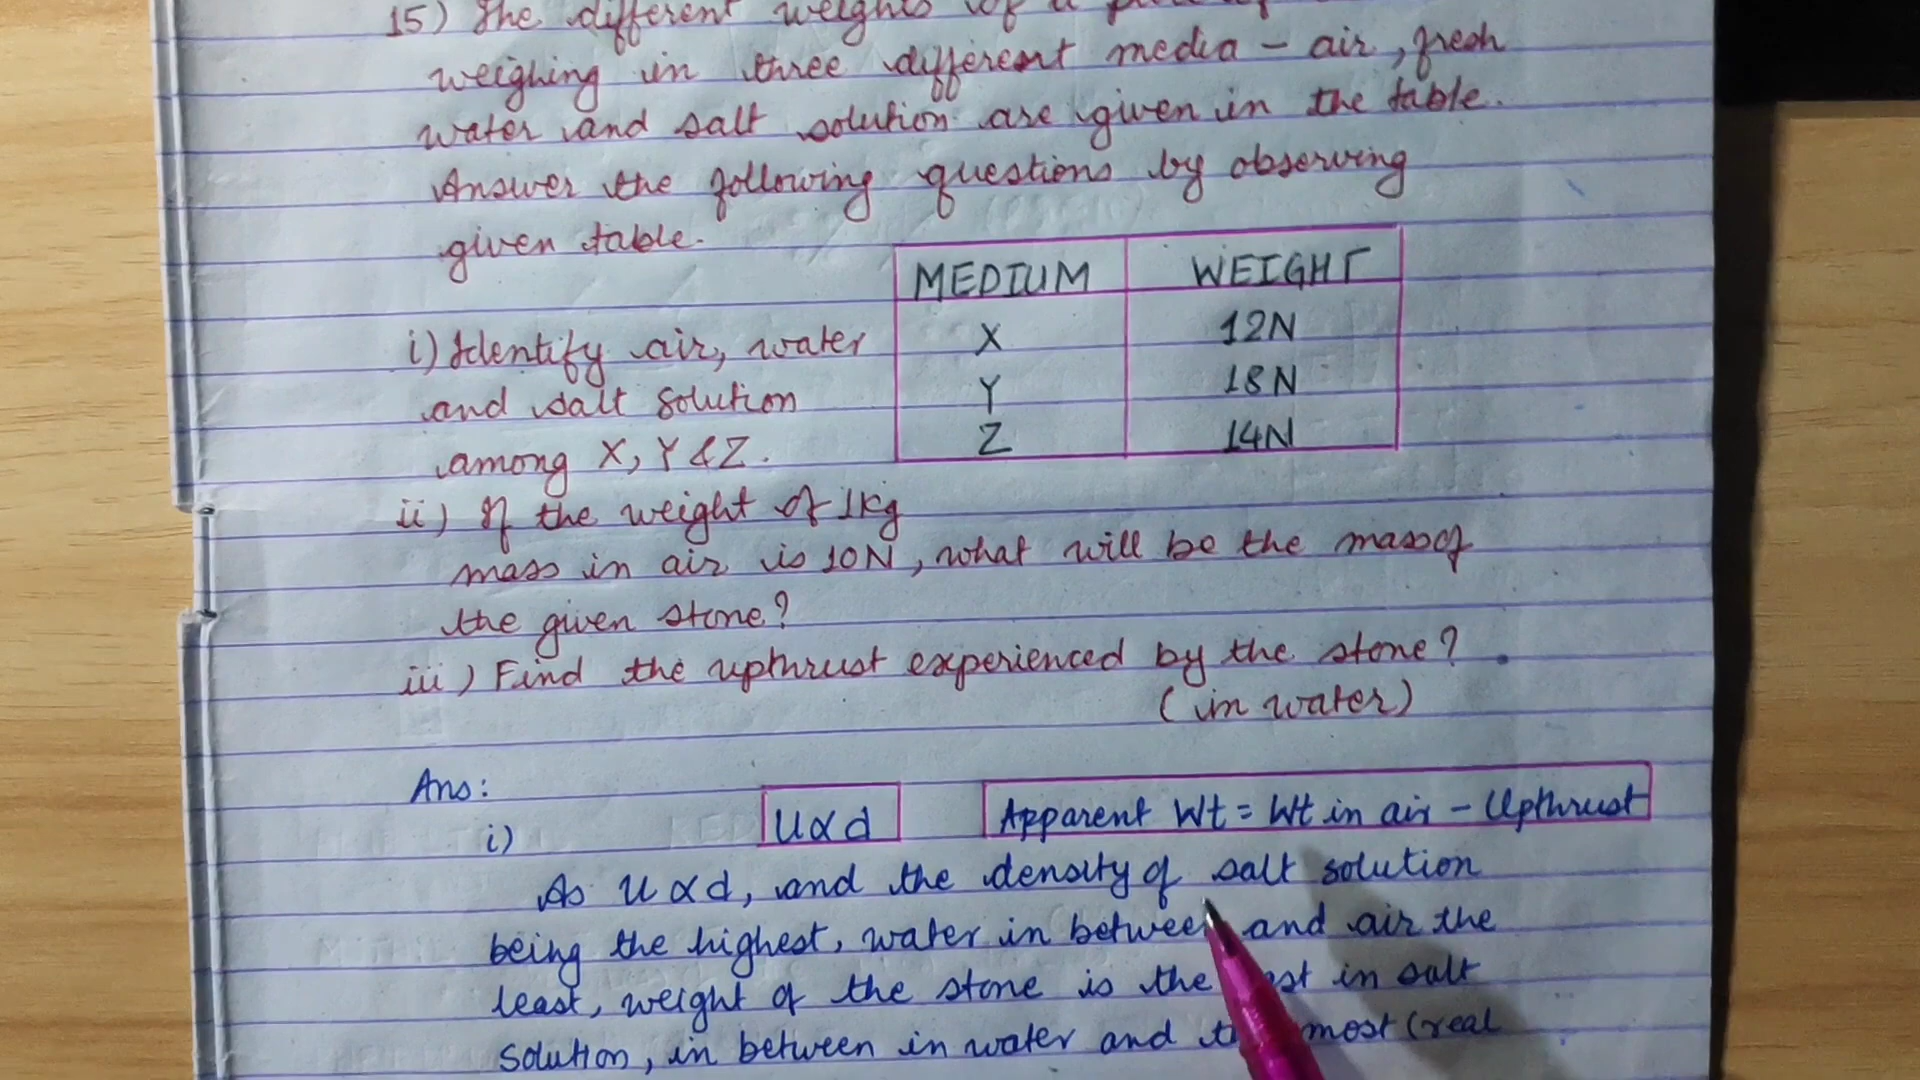 15) The different weights of a
weighing in three different media - air, fresh
water and salt solution are given in the table.
Answer the following questions by observing
given table.
MEDIUM WEIGHT
X 12N
Y 18N
Z 14N
i) Identify air, water
and salt solution
among X, Y & Z.
ii) If the weight of 1kg
mass in air is 10N, what will be the mass of
the given stone?
iii) Find the upthrust experienced by the stone?
(in water)
Ans:
i) U∝d Apparent Wt = Wt in air - Upthrust
As U∝d, and the density of salt solution
being the highest, water in between and air the
least, weight of the stone is the in salt
solution, in between in water and most (real